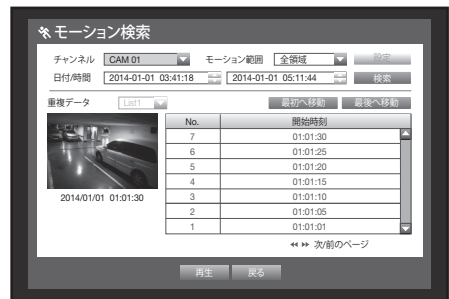 モーション検索
チャンネル CAM 01 モーション範囲 全領域 設定
日付/時間 2014-01-01 03:41:18 2014-01-01 05:11:44 検索
重複データ List1 最初へ移動 最後へ移動
No. 開始時刻
7 01:01:30
6 01:01:25
5 01:01:20
4 01:01:15
3 01:01:10
2 01:01:05
1 01:01:01
2014/01/01 01:01:30
次/前のページ
再生 戻る